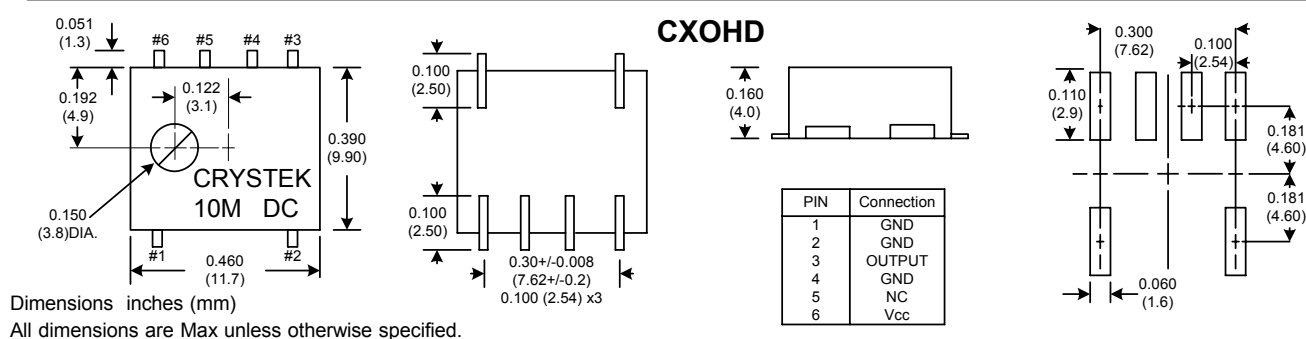 CXOHD
0.051
(1.3)
#6 #5 #4 #3
0.192
(4.9)
0.122
(3.1)
0.390
(9.90)
CRYSTEK
10M DC
0.150
(3.8)DIA.
#1
#2
0.460
(11.7)
0.100
(2.50)
0.100
(2.50)
0.30+/-0.008
(7.62+/-0.2)
0.100 (2.54) x3
0.160
(4.0)
PIN Connection
1 GND
2 GND
3 OUTPUT
4 GND
5 NC
6 Vcc
0.300
(7.62)
0.100
(2.54)
0.110
(2.9)
0.181
(4.60)
0.181
(4.60)
0.060
(1.6)
Dimensions inches (mm)
All dimensions are Max unless otherwise specified.